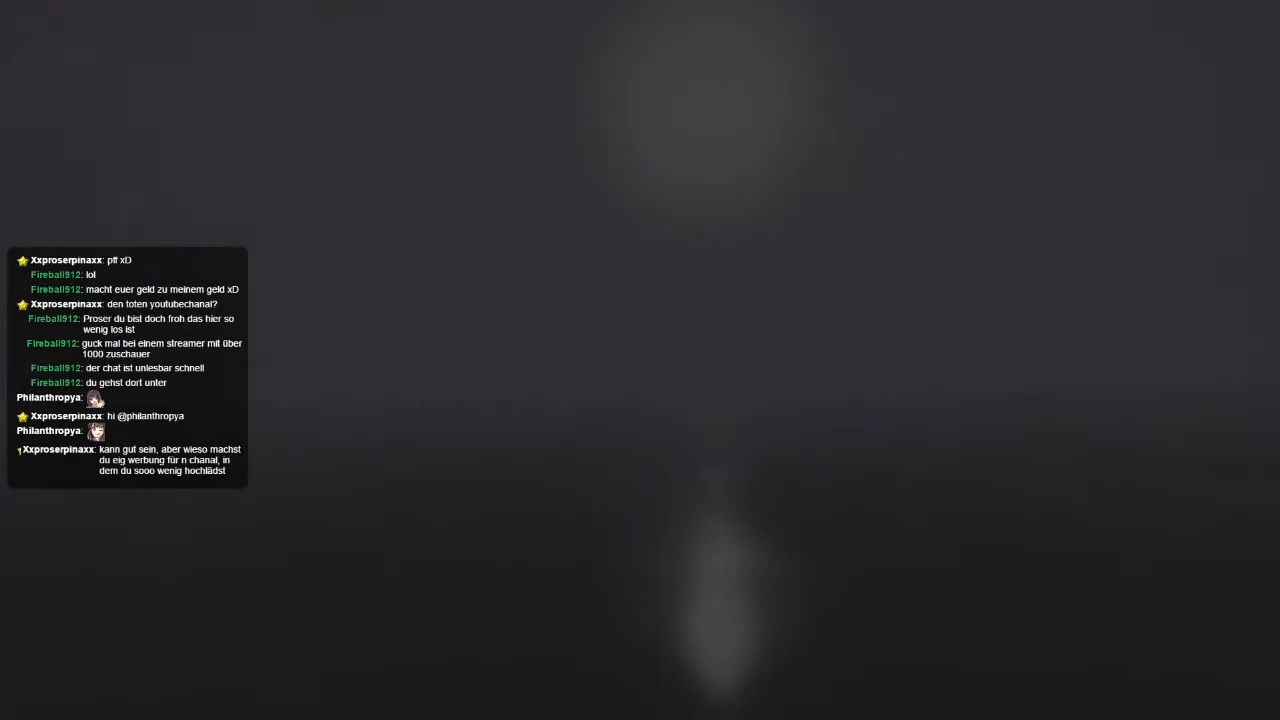 Xxproserpinaxx: pff xD
Fireball912: lol
Fireball912: macht euer geld zu meinem geld xD
Xxproserpinaxx: den toten youtubechanal?
Fireball912: Proser du bist doch froh das hier so
wenig los ist
Fireball912: guck mal bei einem streamer mit über
1000 zuschauer
Fireball912: der chat ist unlesbar schnell
Fireball912: du gehst dort unter
Philanthropya:
Xxproserpinaxx: hi @philanthropya
Philanthropya:
Xxproserpinaxx: kann gut sein, aber wieso machst
du eig werbung für n chanal, in
dem du sooo wenig hochlädst